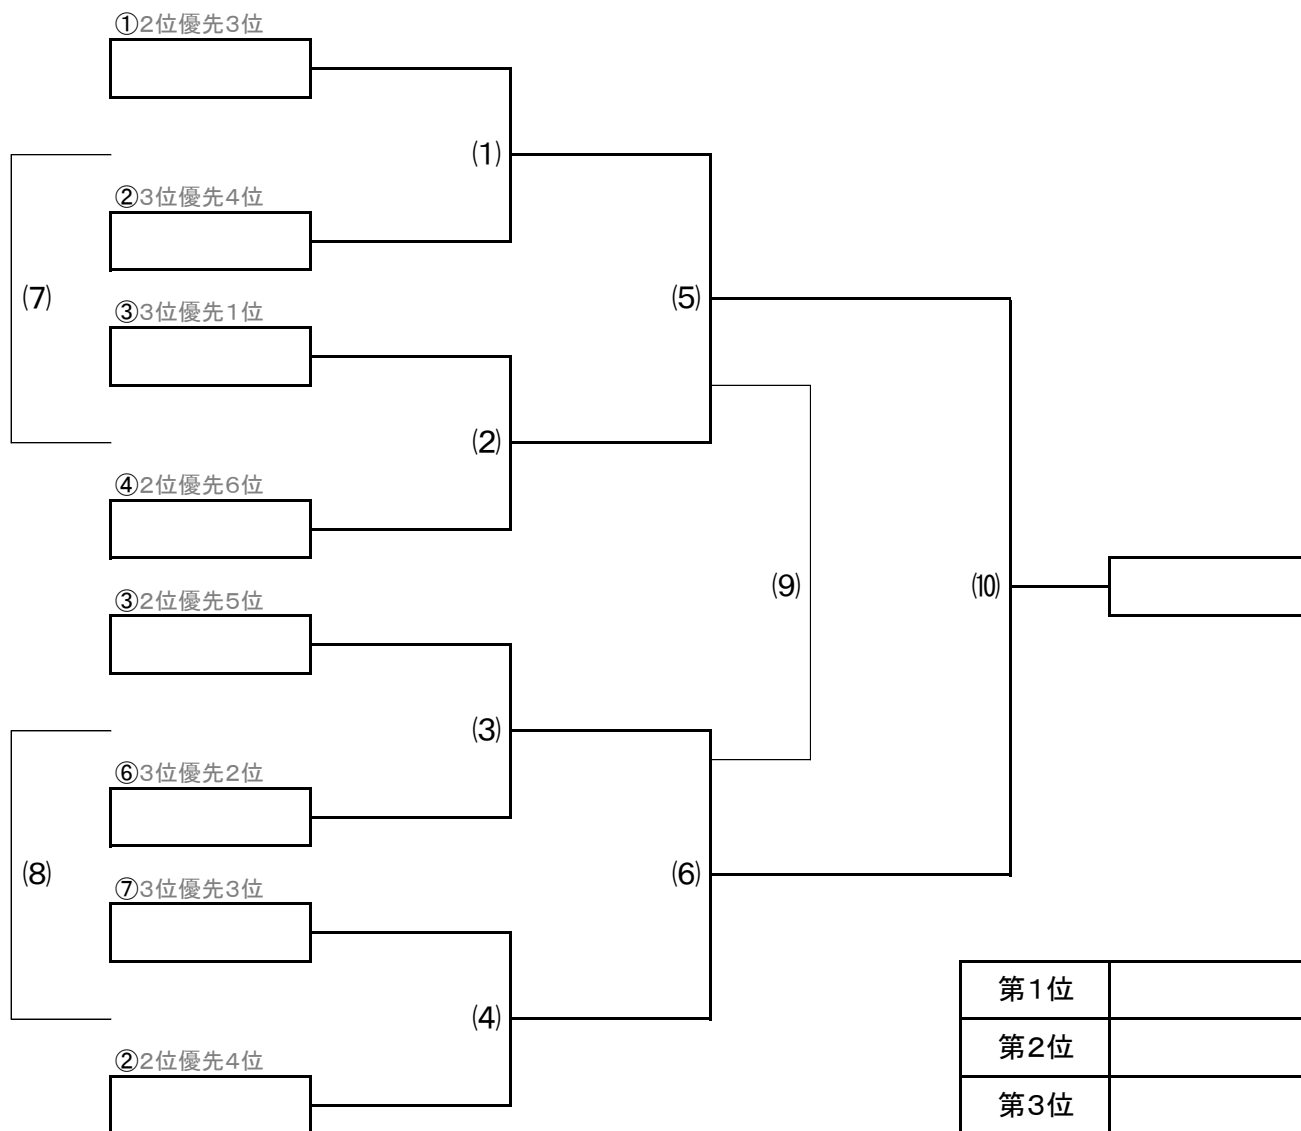 ①2位優先3位
⑴
②3位優先4位
⑺
⑸
③3位優先1位
⑵
④2位優先6位
⑼
⑽
③2位優先5位
⑶
⑥3位優先2位
⑻
⑹
⑦3位優先3位
第1位
⑷
第2位
②2位優先4位
第3位